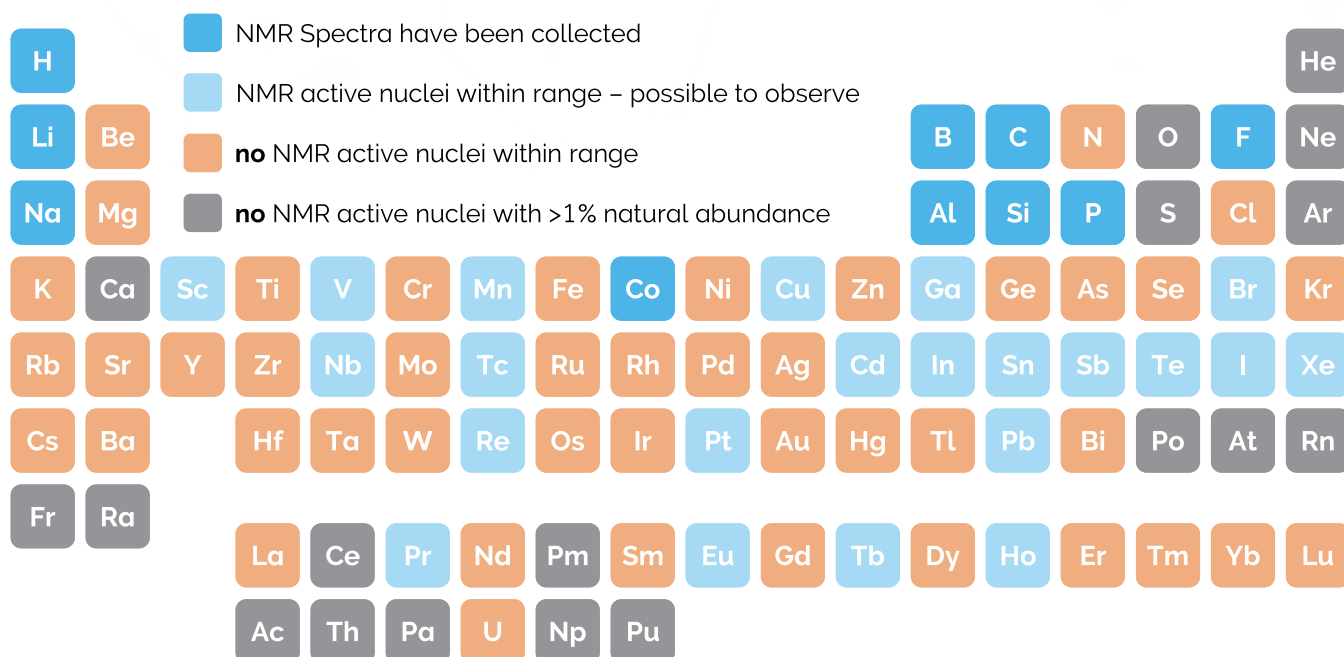 NMR Spectra have been collected
H He
NMR active nuclei within range – possible to observe
Li Be B C N O F Ne
no NMR active nuclei within range
Na Mg Al Si P S Cl Ar
no NMR active nuclei with >1% natural abundance
K Ca Sc Ti V Cr Mn Fe Co Ni Cu Zn Ga Ge As Se Br Kr
Rb Sr Y Zr Nb Mo Tc Ru Rh Pd Ag Cd In Sn Sb Te I Xe
Cs Ba Hf Ta W Re Os Ir Pt Au Hg Tl Pb Bi Po At Rn
Fr Ra
La Ce Pr Nd Pm Sm Eu Gd Tb Dy Ho Er Tm Yb Lu
Ac Th Pa U Np Pu